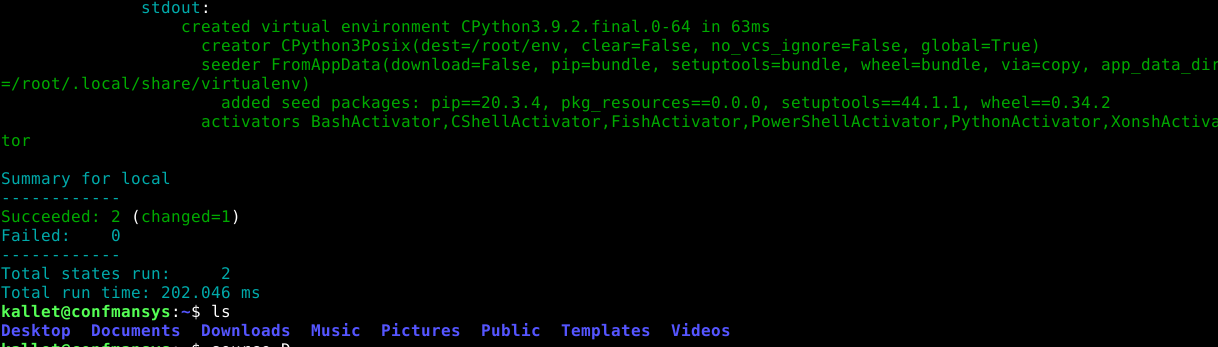 stdout:
created virtual environment CPython3.9.2.final.0-64 in 63ms
creator CPython3Posix(dest=/root/env, clear=False, no_vcs_ignore=False, global=True)
seeder FromAppData(download=False, pip=bundle, setuptools=bundle, wheel=bundle, via=copy, app_data_dir
=/root/.local/share/virtualenv)
added seed packages: pip==20.3.4, pkg_resources==0.0.0, setuptools==44.1.1, wheel==0.34.2
activators BashActivator,CShellActivator,FishActivator,PowerShellActivator,PythonActivator,XonshActiva
tor
Summary for local
------------
Succeeded: 2 (changed=1)
Failed:    0
------------
Total states run:     2
Total run time: 202.046 ms
kallet@confmansys:~$ ls
Desktop  Documents  Downloads  Music  Pictures  Public  Templates  Videos
kallet@confmansys:~$